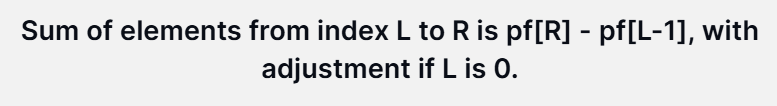 Sum of elements from index L to R is pf[R] - pf[L-1], with
adjustment if L is 0.